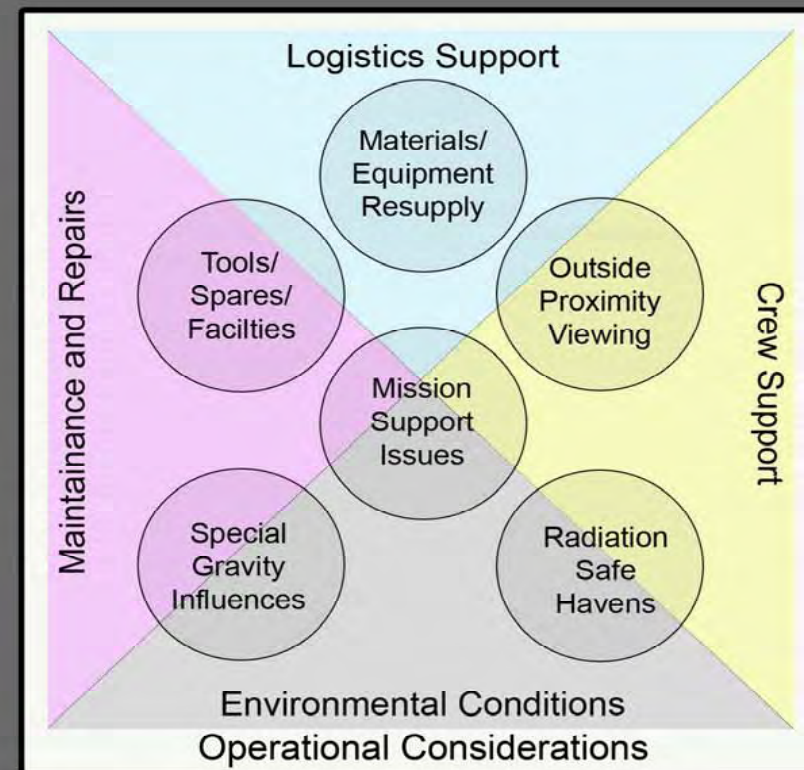 Logistics Support
Materials/
Equipment
Resupply
Maintainance and Repairs
Tools/
Spares/
Facilties
Outside
Proximity
Viewing
Crew Support
Mission
Support
Issues
Special
Gravity
Influences
Radiation
Safe
Havens
Environmental Conditions
Operational Considerations